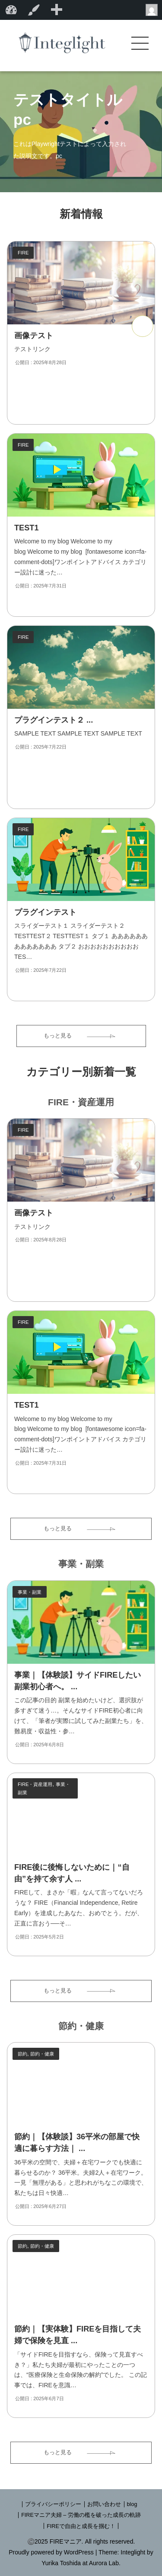 Integlight
テストタイトル
pc
これはPlaywrightテストによって入力され
た説明文です。pc
新着情報
FIRE
画像テスト
テストリンク
公開日 : 2025年8月28日
FIRE
TEST1
Welcome to my blog Welcome to my
blog Welcome to my blog [fontawesome icon=fa-
comment-dots]ワンポイントアドバイス カテゴリ
ー設計に迷った…
公開日 : 2025年7月31日
FIRE
プラグインテスト２ ...
SAMPLE TEXT SAMPLE TEXT SAMPLE TEXT
公開日 : 2025年7月22日
FIRE
プラグインテスト
スライダーテスト１ スライダーテスト２
TESTTEST２ TESTTEST１ タブ１ ああああああ
あああああああ タブ２ おおおおおおおおおお
TES…
公開日 : 2025年7月22日
もっと見る
カテゴリー別新着一覧
FIRE・資産運用
FIRE
画像テスト
テストリンク
公開日 : 2025年8月28日
FIRE
TEST1
Welcome to my blog Welcome to my
blog Welcome to my blog [fontawesome icon=fa-
comment-dots]ワンポイントアドバイス カテゴリ
ー設計に迷った…
公開日 : 2025年7月31日
もっと見る
事業・副業
事業・副業
事業｜【体験談】サイドFIREしたい
副業初心者へ。 ...
この記事の目的 副業を始めたいけど、選択肢が
多すぎて迷う…。そんなサイドFIRE初心者に向
けて、「筆者が実際に試してみた副業たち」を、
難易度・収益性・参…
公開日 : 2025年6月8日
FIRE・資産運用, 事業・
副業
FIRE後に後悔しないために｜“自
由”を持て余す人 ...
FIREして、まさか「暇」なんて言ってないだろ
うな？ FIRE（Financial Independence, Retire
Early）を達成したあなた、おめでとう。だが、
正直に言おう──そ…
公開日 : 2025年5月2日
もっと見る
節約・健康
節約, 節約・健康
節約｜【体験談】36平米の部屋で快
適に暮らす方法｜ ...
36平米の空間で、夫婦＋在宅ワークでも快適に
暮らせるのか？ 36平米、夫婦2人＋在宅ワーク。
一見「無理がある」と思われがちなこの環境で、
私たちは日々快適…
公開日 : 2025年6月27日
節約, 節約・健康
節約｜【実体験】FIREを目指して夫
婦で保険を見直 ...
「サイドFIREを目指すなら、保険って見直すべ
き？」私たち夫婦が最初にやったことの一つ
は、“医療保険と生命保険の解約”でした。 この記
事では、FIREを意識…
公開日 : 2025年6月7日
もっと見る
| プライバシーポリシー | お問い合わせ | blog
| FIREマニア夫婦 – 労働の檻を破った成長の軌跡
| FIREで自由と成長を掴む！ |
Ⓒ2025 FIREマニア. All rights reserved.
Proudly powered by WordPress | Theme: Integlight by
Yurika Toshida at Aurora Lab.